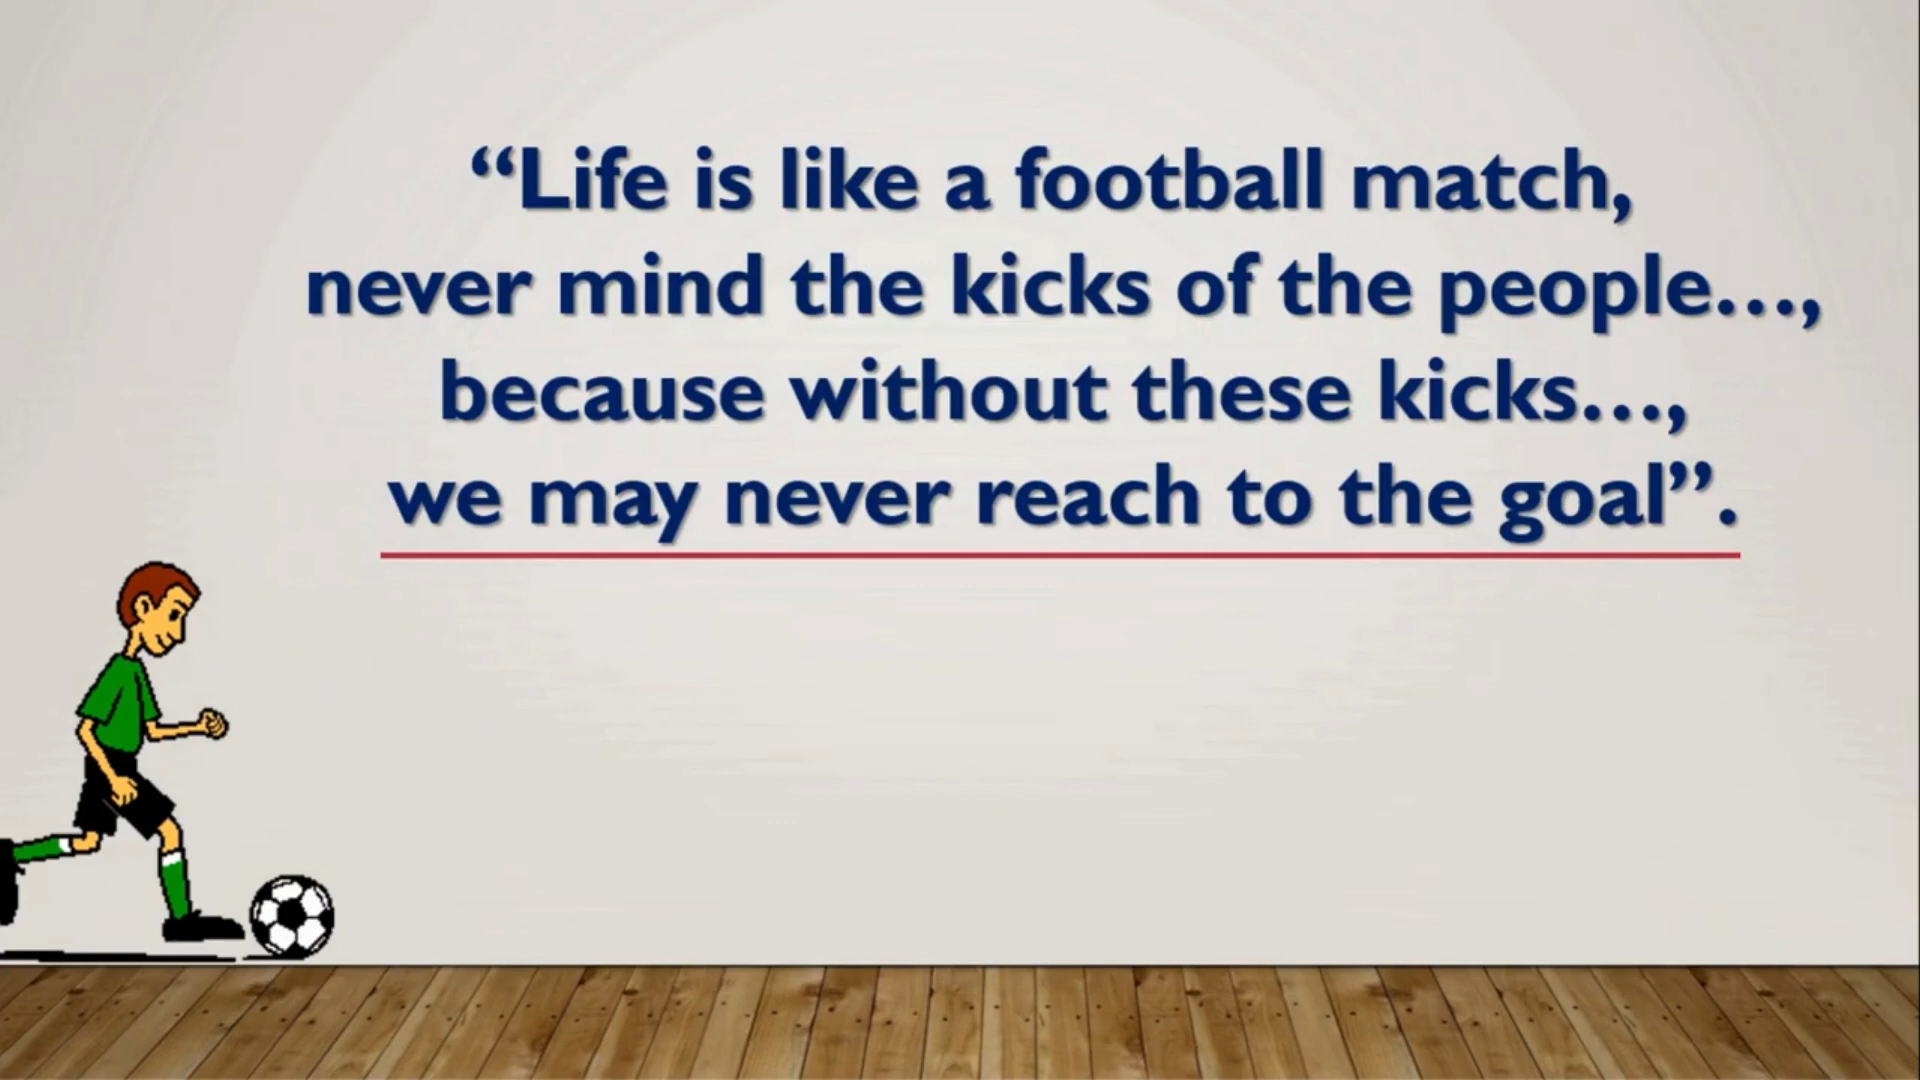 “Life is like a football match,
never mind the kicks of the people...,
because without these kicks...,
we may never reach to the goal”.